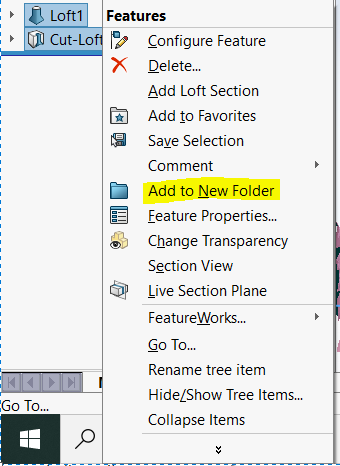 Loft1
Cut-Loft
Features
Configure Feature
Delete...
Add Loft Section
Add to Favorites
Save Selection
Comment
Add to New Folder
Feature Properties...
Change Transparency
Section View
Live Section Plane
FeatureWorks...
Go To...
Rename tree item
Hide/Show Tree Items...
Collapse Items
Go To...